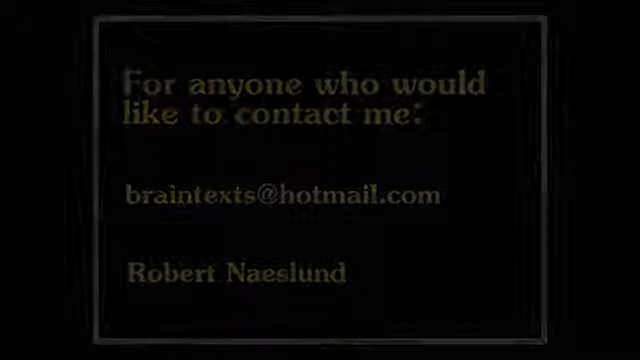 For anyone who would
like to contact me:
braintexts@hotmail.com
Robert Naeslund